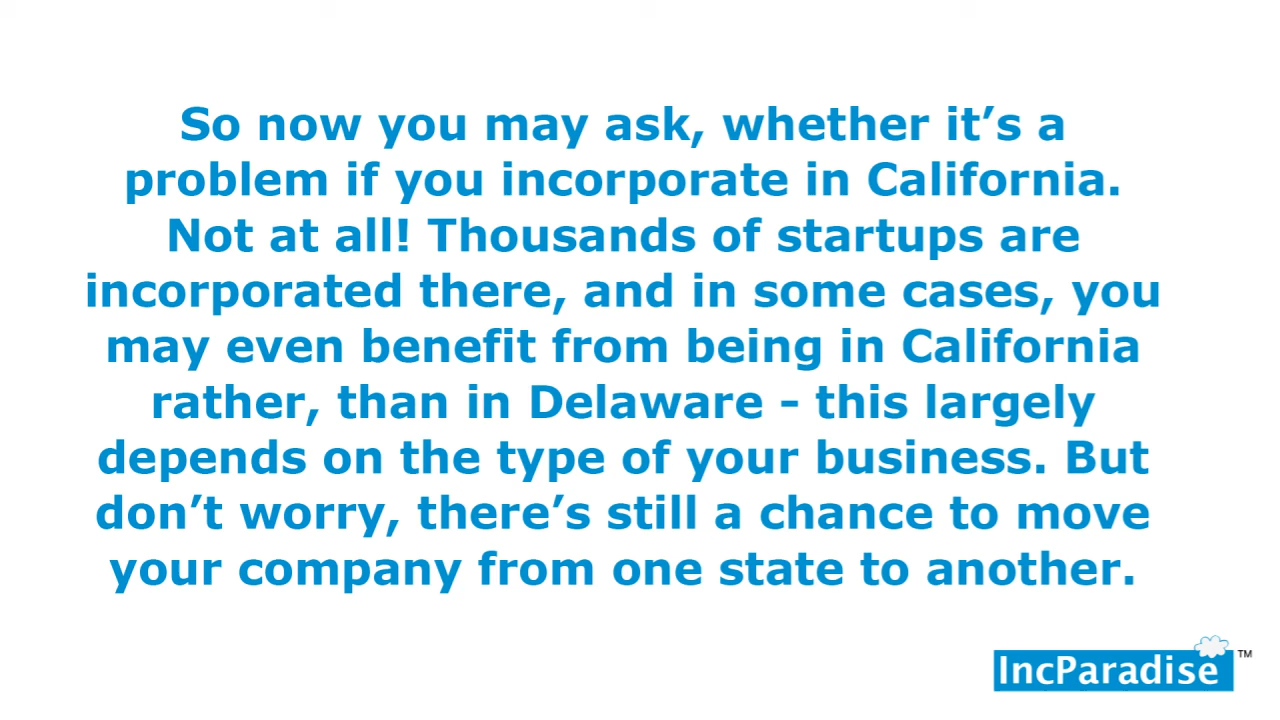 So now you may ask, whether it’s a
problem if you incorporate in California.
Not at all! Thousands of startups are
incorporated there, and in some cases, you
may even benefit from being in California
rather, than in Delaware - this largely
depends on the type of your business. But
don’t worry, there’s still a chance to move
your company from one state to another.
IncParadise ™